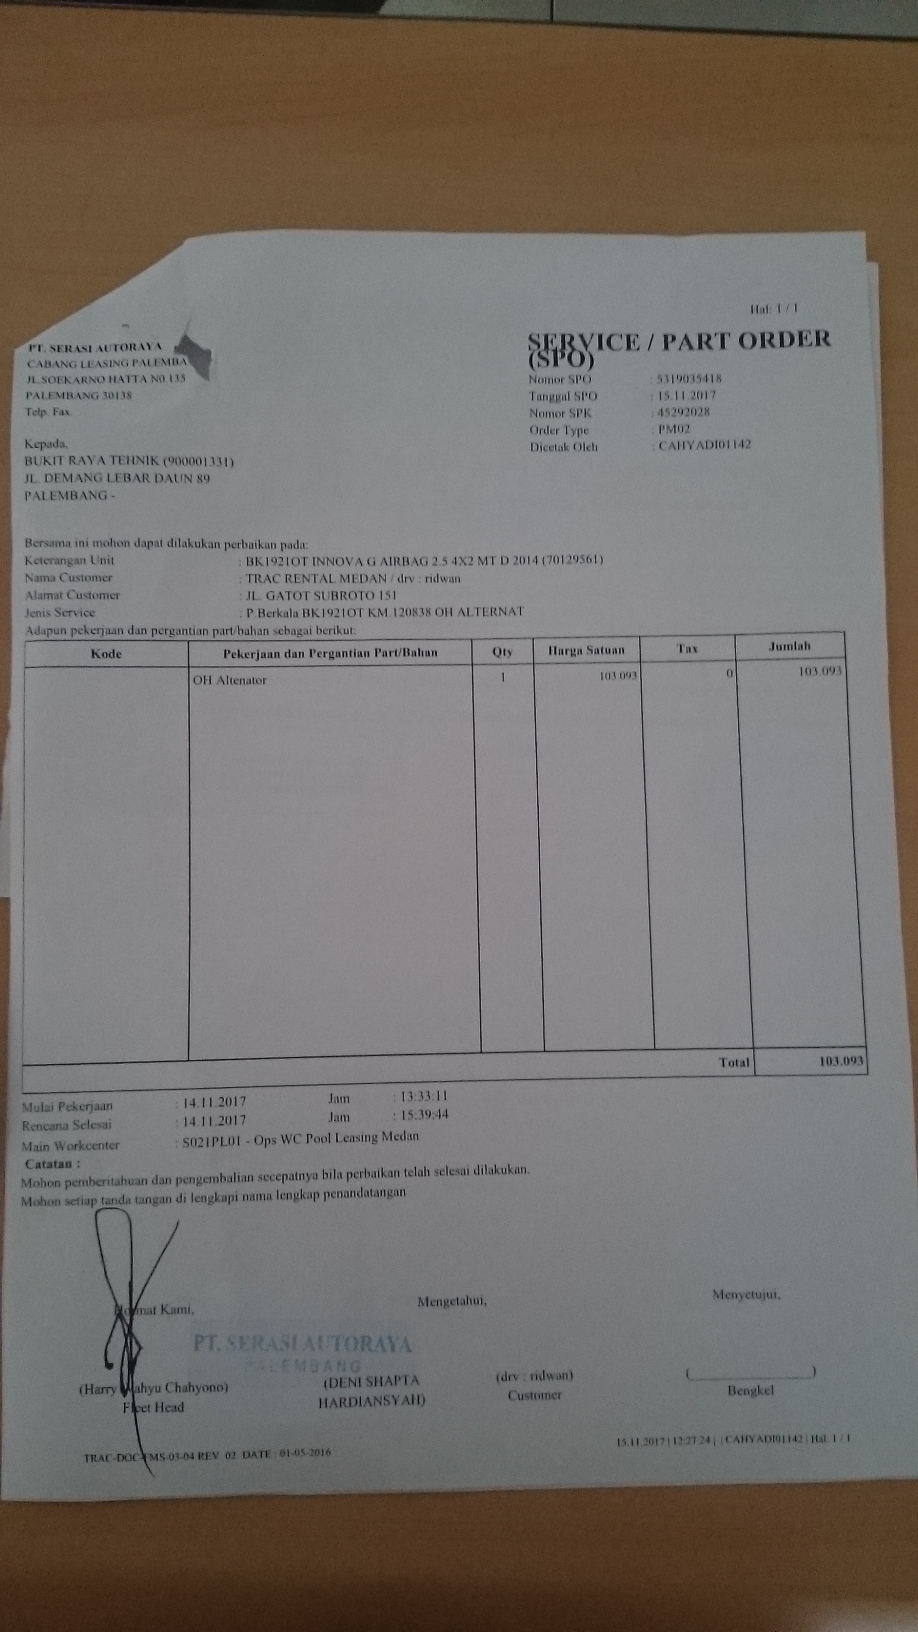 Hal: 1 / 1
PT. SERASI AUTORAYA
CABANG LEASING PALEMBA
JL.SOEKARNO HATTA N0 135
PALEMBANG 30138
Telp. Fax.
SERVICE / PART ORDER
(SPO)
Nomor SPO : 5319035418
Tanggal SPO : 15.11.2017
Nomor SPK : 45292028
Order Type : PM02
Dicetak Oleh : CAHYADI01142
Kepada,
BUKIT RAYA TEHNIK (900001331)
JL. DEMANG LEBAR DAUN 89
PALEMBANG -
Bersama ini mohon dapat dilakukan perbaikan pada:
Keterangan Unit : BK1921OT INNOVA G AIRBAG 2.5 4X2 MT D 2014 (70129561)
Nama Customer : TRAC RENTAL MEDAN / drv : ridwan
Alamat Customer : JL. GATOT SUBROTO 151
Jenis Service : P.Berkala BK1921OT KM.120838 OH ALTERNAT
Adapun pekerjaan dan pergantian part/bahan sebagai berikut:
Kode Pekerjaan dan Pergantian Part/Bahan Qty Harga Satuan Tax Jumlah
OH Altenator 1 103.093 0 103.093
Total 103.093
Mulai Pekerjaan : 14.11.2017 Jam : 13:33:11
Rencana Selesai : 14.11.2017 Jam : 15:39:44
Main Workcenter : S021PL01 - Ops WC Pool Leasing Medan
Catatan :
Mohon pemberitahuan dan pengembalian secepatnya bila perbaikan telah selesai dilakukan.
Mohon setiap tanda tangan di lengkapi nama lengkap penandatangan
Hormat Kami, Mengetahui, Menyetujui,
PT. SERASI AUTORAYA
PALEMBANG
(Harry Wahyu Chahyono) (DENI SHAPTA HARDIANSYAH) (drv : ridwan) (_______________)
Fleet Head Customer Bengkel
TRAC-DOC-FMS-03-04 REV 02 DATE : 01-05-2016
15.11.2017 | 12:27:24 | | CAHYADI01142 | Hal. 1 / 1